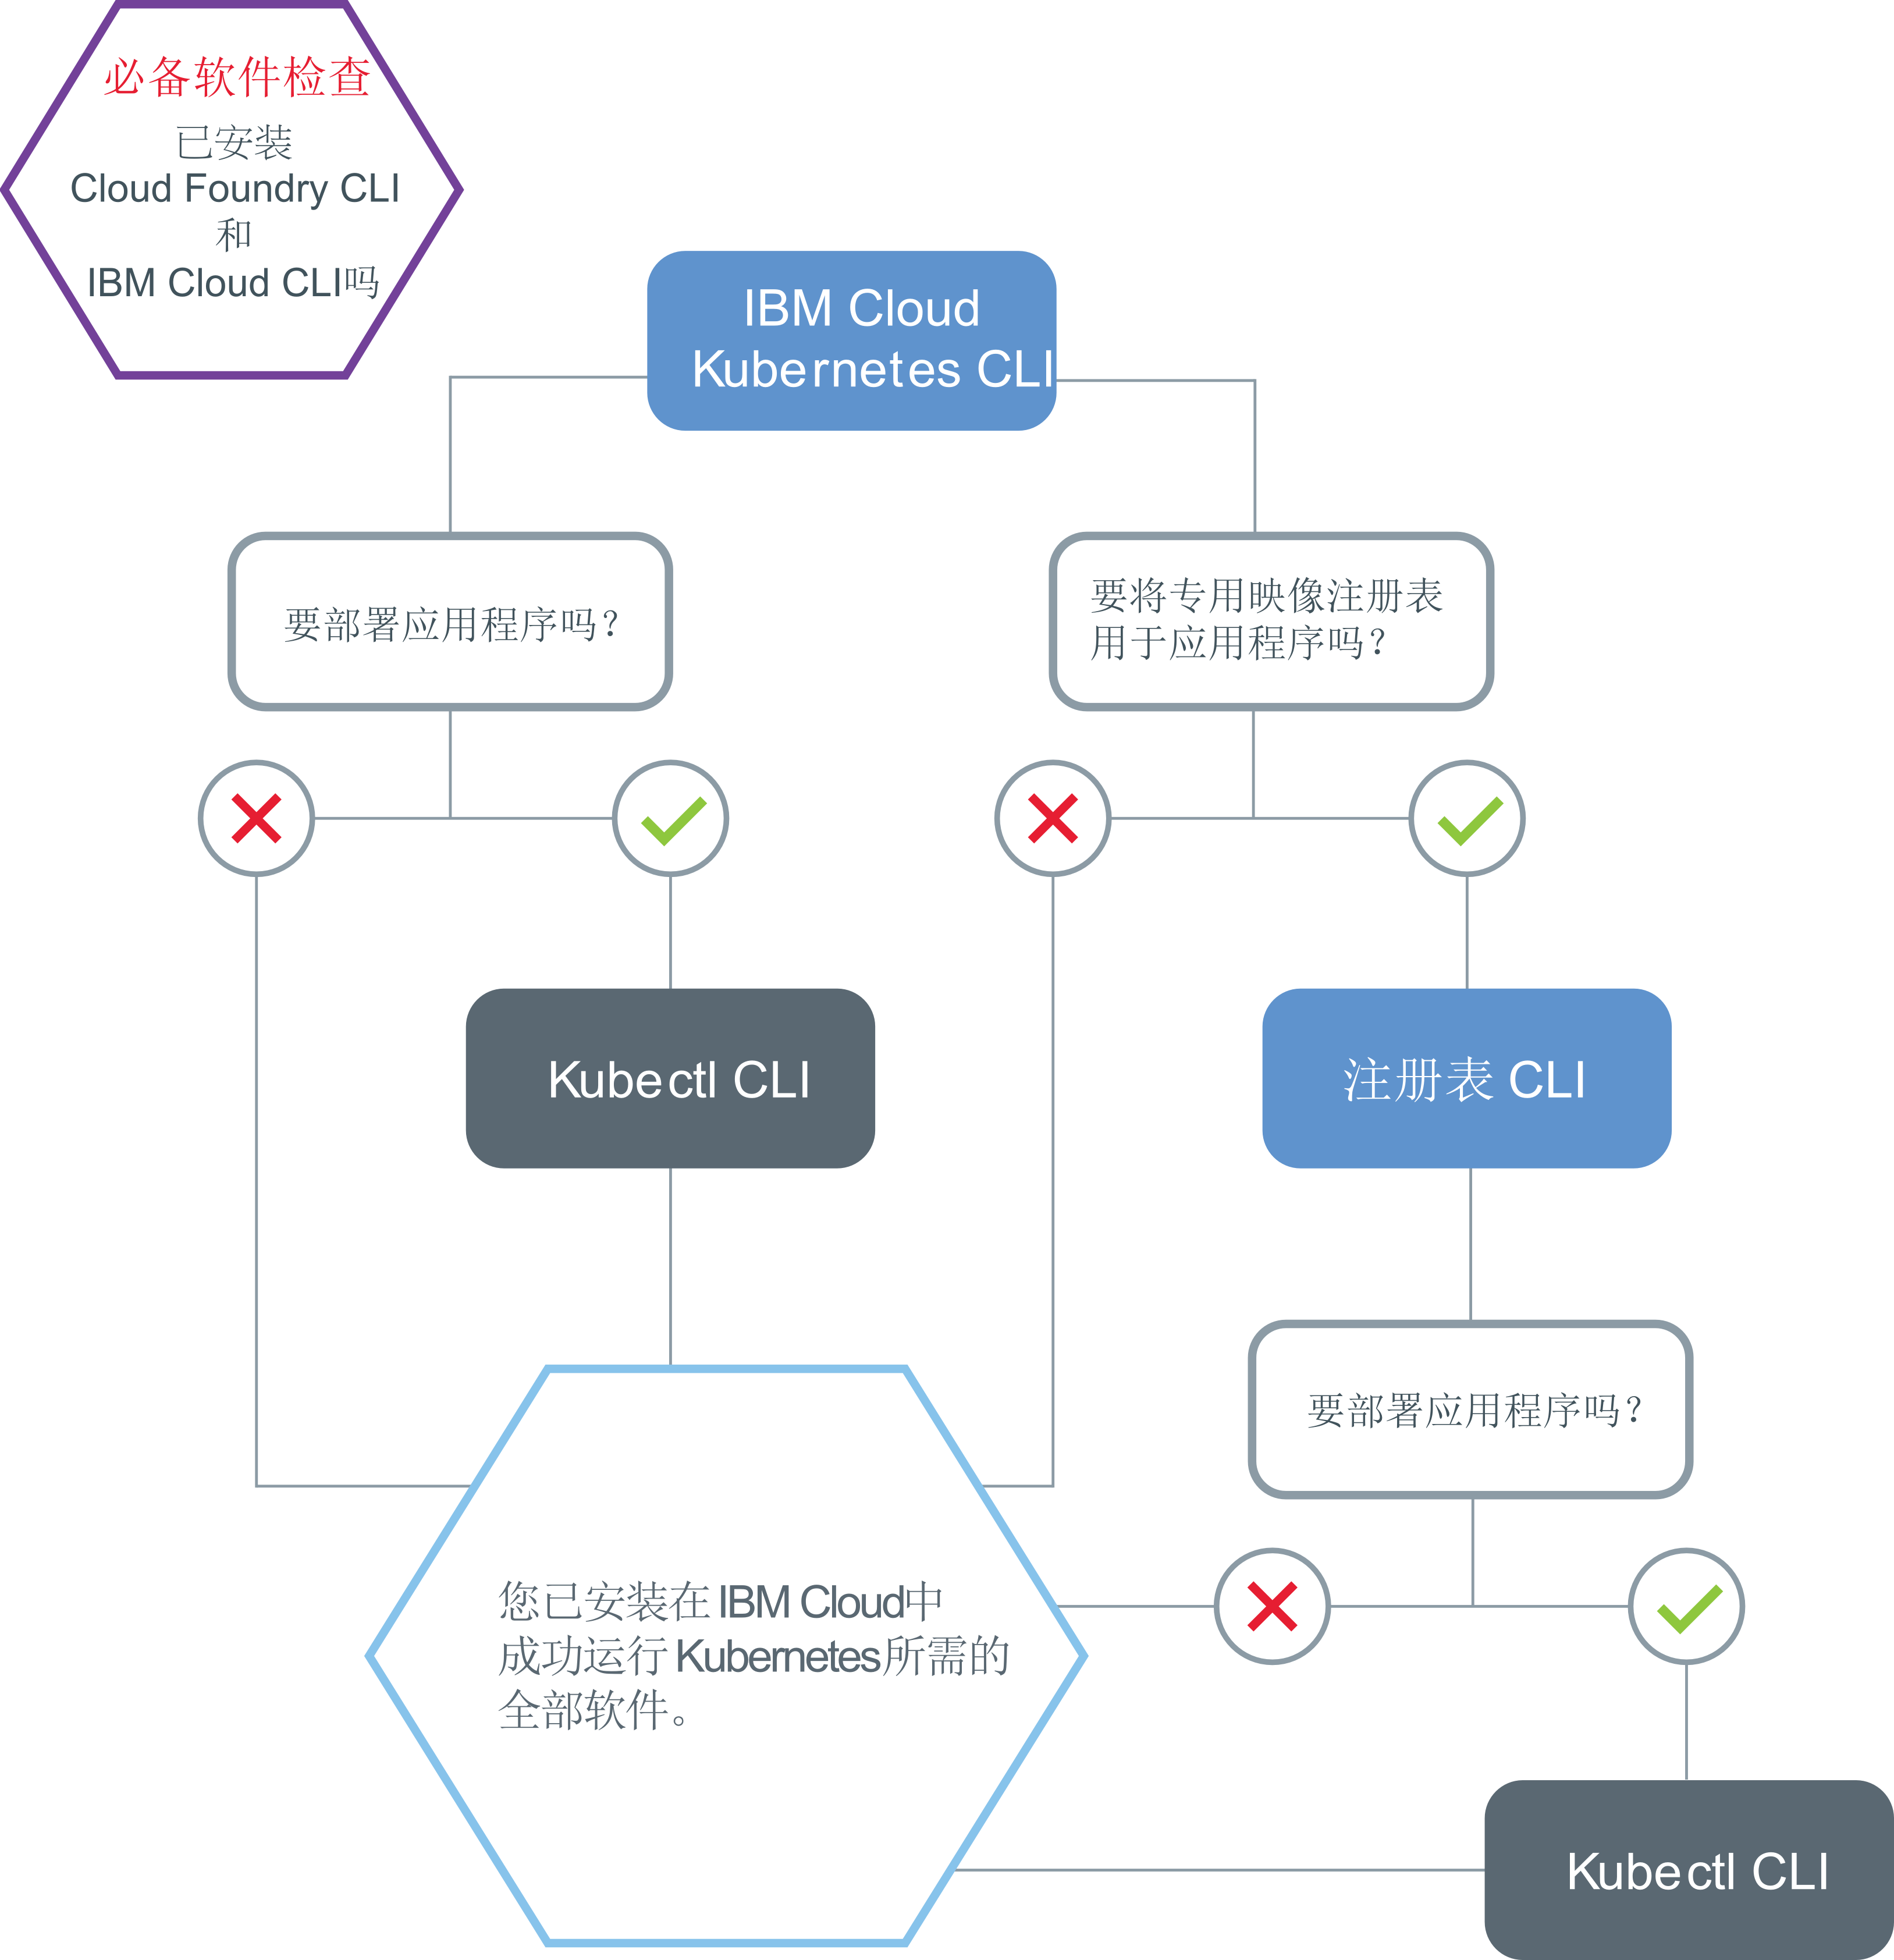 必备软件检查
已安装
Cloud Foundry CLI
和
IBM Cloud CLI吗
IBM Cloud
Kubernetes CLI
要部署应用程序吗?
要将专用映像注册表
用于应用程序吗?
Kubectl CLI
注册表 CLI
要部署应用程序吗?
您已安装在 IBM Cloud中
成功运行 Kubernetes所需的
全部软件。
Kubectl CLI